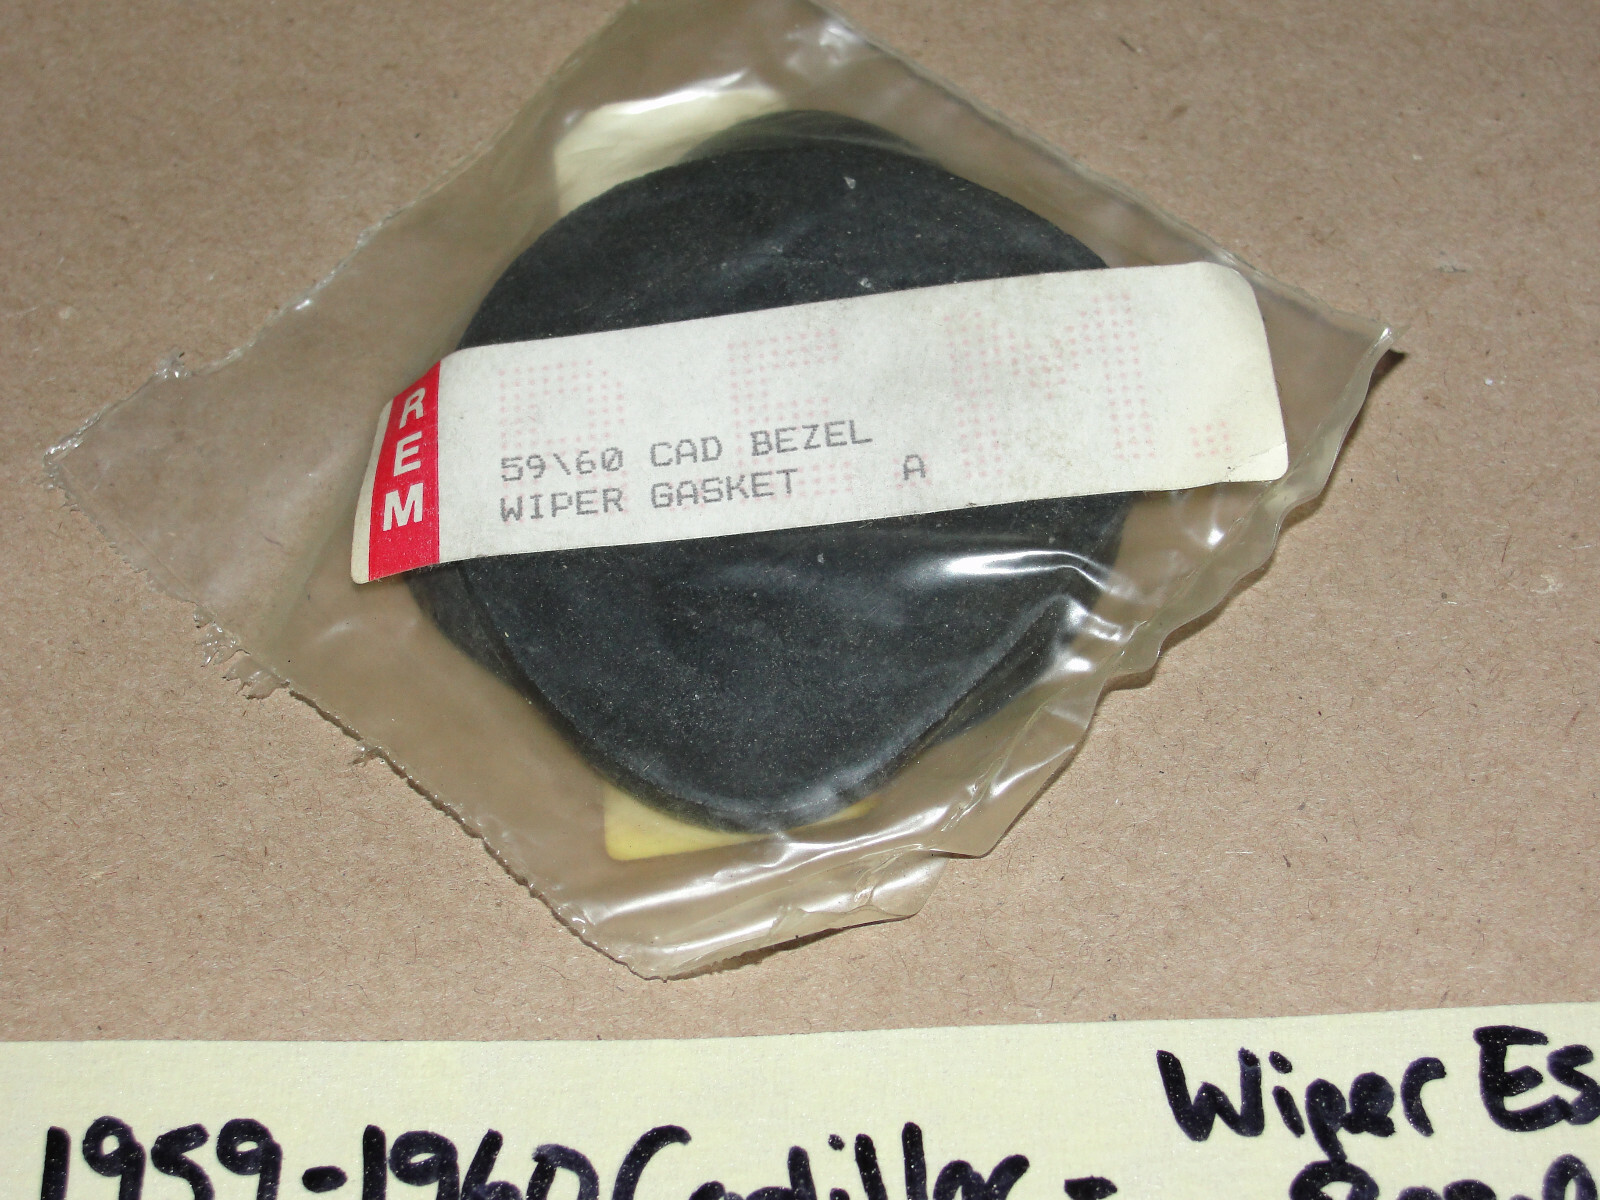 REM
59\60 CAD BEZEL
WIPER GASKET A
Wiper Es
1959-1960 Cadillac -